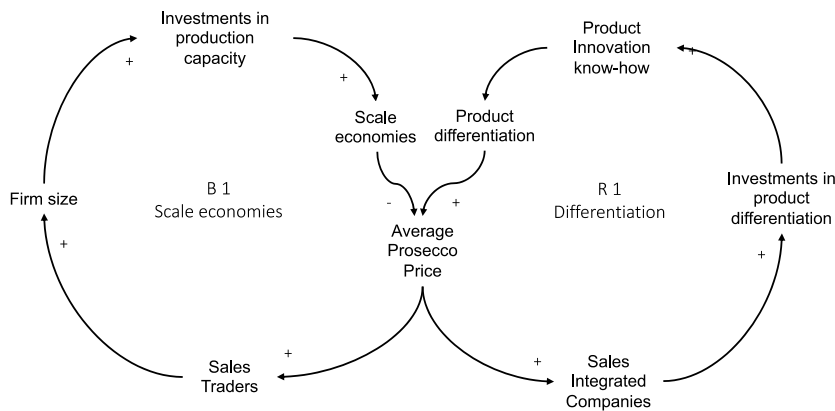 Investments in
production
capacity
Product
Innovation
know-how
+
+
+
Scale
economies
Product
differentiation
Firm size
B 1
Scale economies
R 1
Differentiation
Investments in
product
differentiation
-
+
Average
Prosecco
Price
+
+
+
+
Sales
Traders
Sales
Integrated
Companies